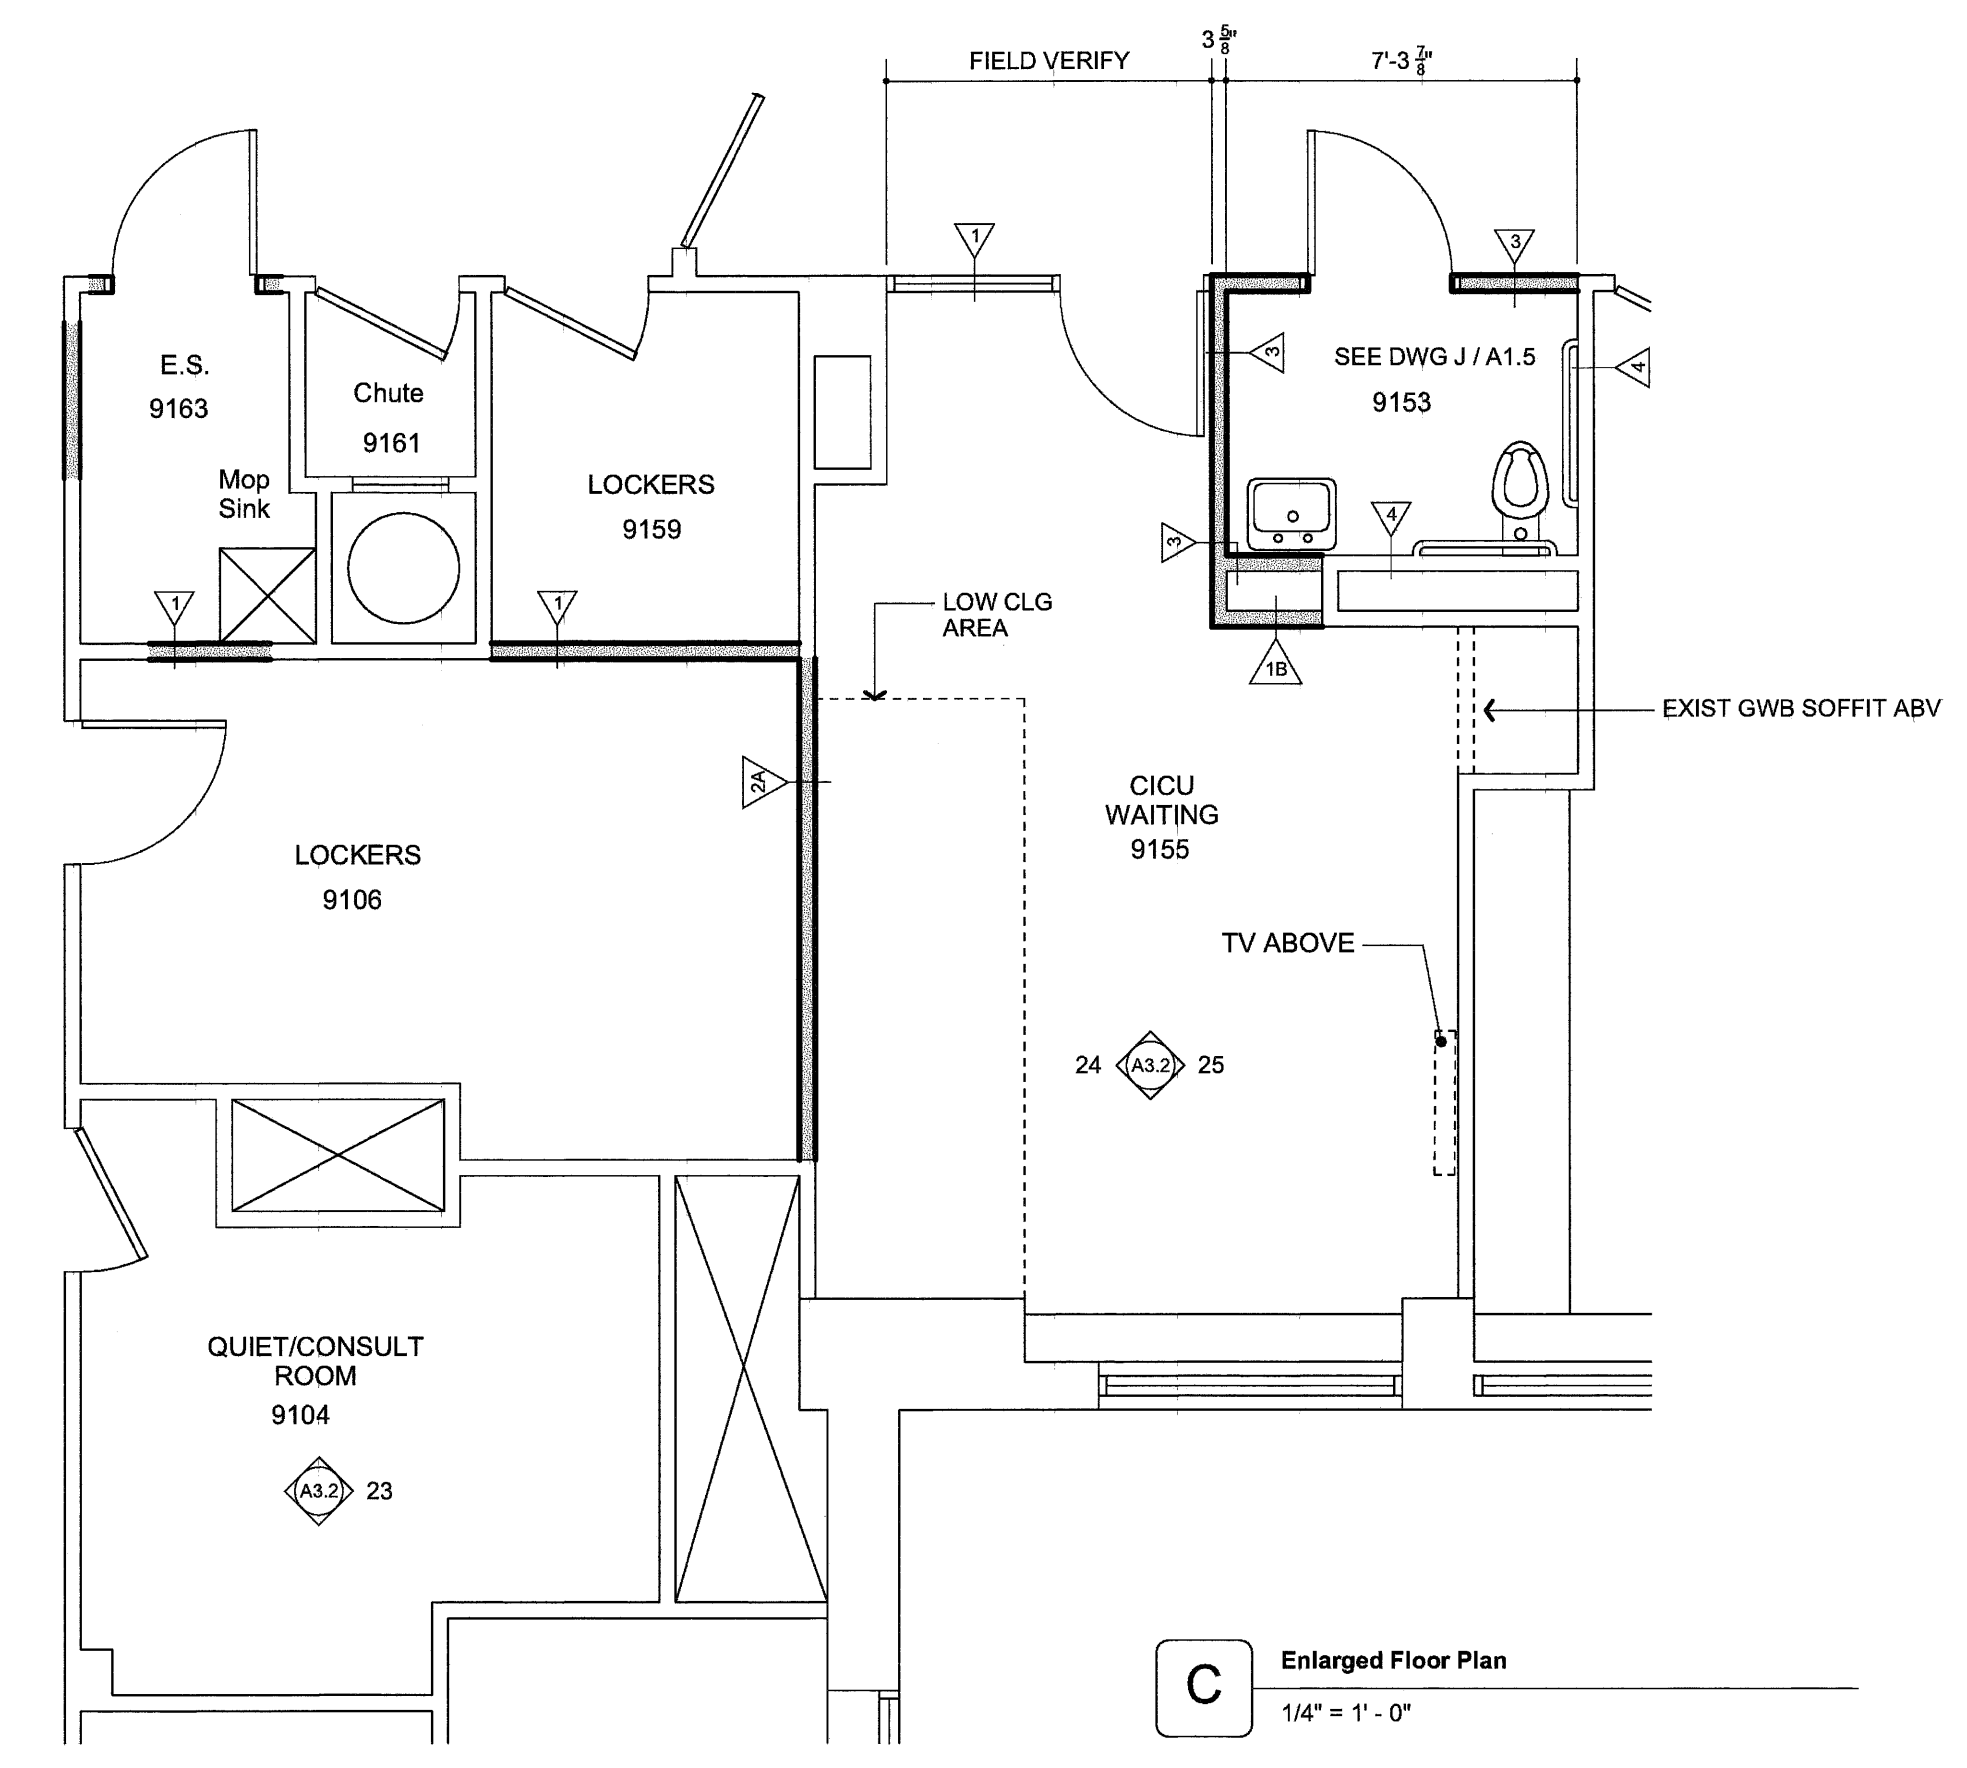 FIELD VERIFY
3 5/8"
7'-3 7/8"
1
3
E.S.
9163
Chute
9161
3
SEE DWG J / A1.5
9153
4
Mop
Sink
LOCKERS
9159
3
4
1
1
LOW CLG
AREA
1B
EXIST GWB SOFFIT ABV
2A
CICU
WAITING
9155
LOCKERS
9106
TV ABOVE
24 A3.2 25
QUIET/CONSULT
ROOM
9104
A3.2 23
C
Enlarged Floor Plan
1/4" = 1' - 0"